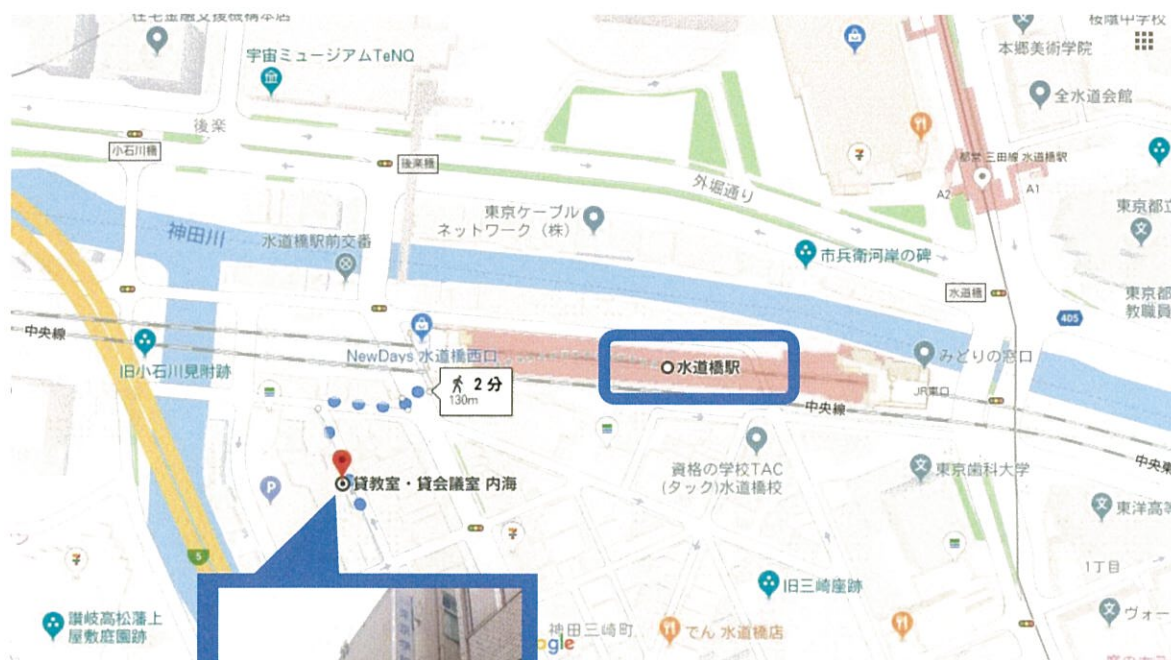 住宅金融支援機構本店
宇宙ミュージアムTeNQ
桜蔭中学校
本郷美術学院
全水道会館
後楽
小石川橋
後楽橋
外堀通り
都営 三田線 水道橋駅
A2
A1
東京都立
東京ケーブル
ネットワーク（株）
神田川
水道橋駅前交番
市兵衛河岸の碑
水道橋
東京都
教職員
405
中央線
旧小石川見附跡
NewDays 水道橋西口
2 分
130m
水道橋駅
みどりの窓口
JR東口
中央線
貸教室・貸会議室 内海
P
資格の学校TAC
(タック)水道橋校
東京歯科大学
東洋高等
5
1丁目
旧三崎座跡
讃岐高松藩上
屋敷庭園跡
神田三崎町
ogle
でん 水道橋店
ヴォー